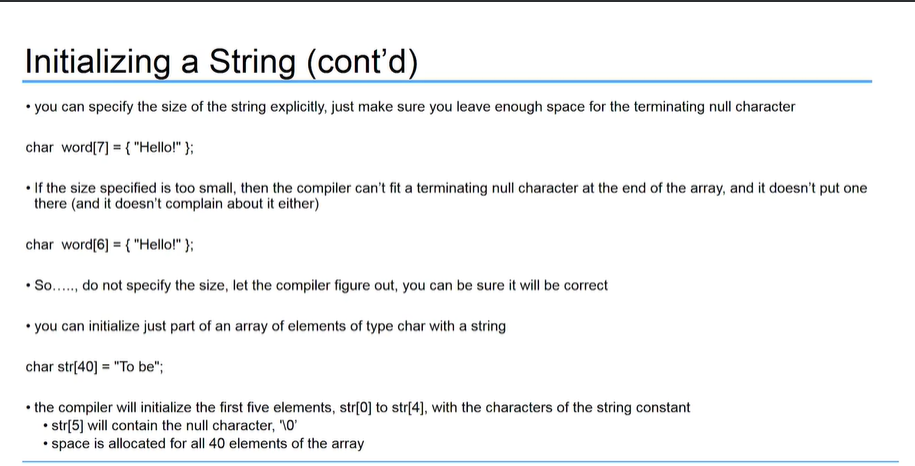 Initializing a String (cont’d)
• you can specify the size of the string explicitly, just make sure you leave enough space for the terminating null character
char  word[7] = { "Hello!" };
• If the size specified is too small, then the compiler can’t fit a terminating null character at the end of the array, and it doesn’t put one
there (and it doesn’t complain about it either)
char  word[6] = { "Hello!" };
• So….., do not specify the size, let the compiler figure out, you can be sure it will be correct
• you can initialize just part of an array of elements of type char with a string
char str[40] = "To be";
• the compiler will initialize the first five elements, str[0] to str[4], with the characters of the string constant
• str[5] will contain the null character, '\0'
• space is allocated for all 40 elements of the array